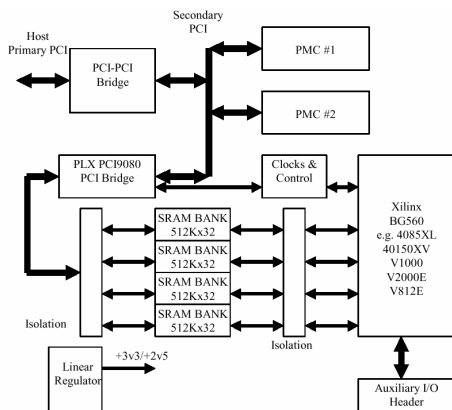 Secondary
PCI
Host
Primary PCI
PCI-PCI
Bridge
PMC #1
PMC #2
PLX PCI9080
PCI Bridge
Clocks &
Control
Xilinx
BG560
e.g. 4085XL
40150XV
V1000
V2000E
V812E
SRAM BANK
512Kx32
SRAM BANK
512Kx32
SRAM BANK
512Kx32
SRAM BANK
512Kx32
Isolation
Isolation
Linear
Regulator
+3v3/+2v5
Auxiliary I/O
Header